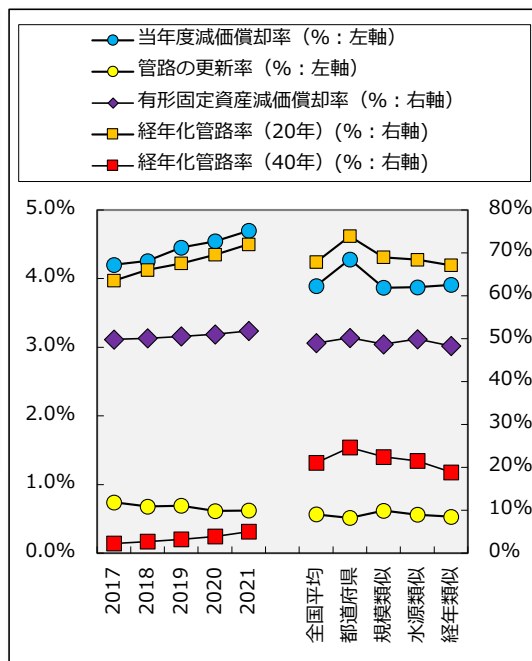 当年度減価償却率（%：左軸）
管路の更新率（%：左軸）
有形固定資産減価償却率（%：右軸）
経年化管路率（20年）(%：右軸)
経年化管路率（40年）(%：右軸)
5.0%
4.0%
3.0%
2.0%
1.0%
0.0%
80%
70%
60%
50%
40%
30%
20%
10%
0%
2017
2018
2019
2020
2021
全国平均
都道府県
規模類似
水源類似
経年類似